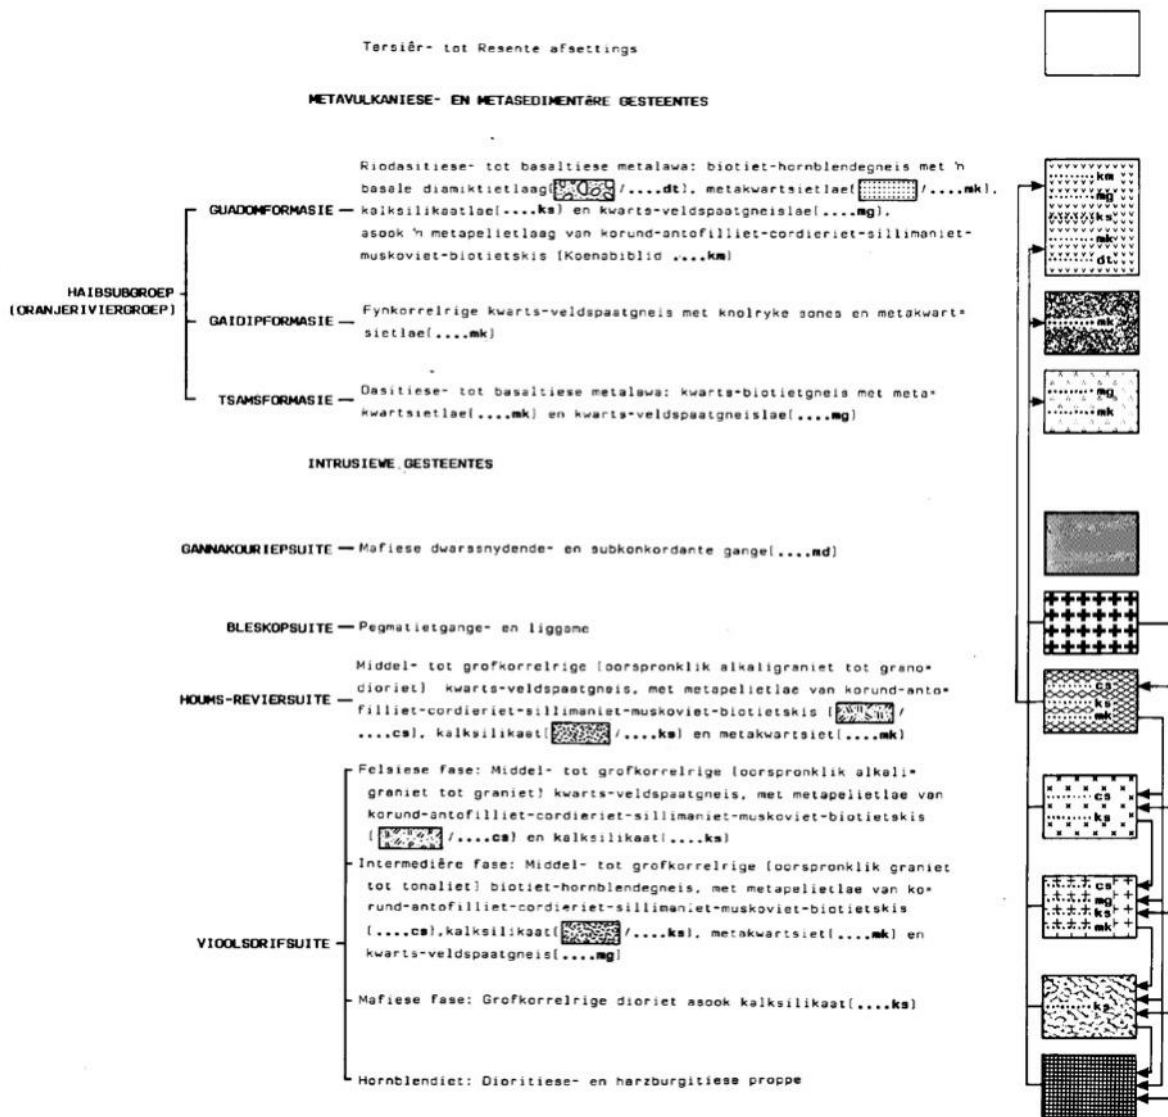 Tersiêr- tot Resente afsettings
METAVULKANIESE- EN METASEDIMENTêRE GESTEENTES
Riodasitiese- tot basaltiese metalawa: biotiet-hornblendegneis met 'n
basale diamiktietlaag(/....dt), metakwartsietlae(/....mk),
GUADOMFORMASIE — kalksilikaatlae(....ks) en kwarts-veldspaatgneislae(....mg),
asook 'n metapelietlaag van korund-antofilliet-cordieriet-sillimaniet-
muskoviet-biotietskis (Koenabiblid ....km)
HAIBSUBGROEP
(ORANJERIVIERGROEP)
GAIDIPFORMASIE — Fynkorrelrige kwarts-veldspaatgneis met knolryke sones en metakwart=
sietlae(....mk)
TSAMSFORMASIE — Dasitiese- tot basaltiese metalawa: kwarts-biotietgneis met meta=
kwartsietlae(....mk) en kwarts-veldspaatgneislae(....mg)
INTRUSIEWE GESTEENTES
GANNAKOURIEPSUITE — Mafiese dwarssnydende- en subkonkordante gange(....md)
BLESKOPSUITE — Pegmatietgange- en liggame
Middel- tot grofkorrelrige (oorspronklik alkaligraniet tot grano=
dioriet) kwarts-veldspaatgneis, met metapelietlae van korund-anto=
HOUMS-REVIERSUITE — filliet-cordieriet-sillimaniet-muskoviet-biotietskis (/
....cs), kalksilikaat(/....ks) en metakwartsiet(....mk)
Felsiese fase: Middel- tot grofkorrelrige (oorspronklik alkali=
graniet tot graniet) kwarts-veldspaatgneis, met metapelietlae van
korund-antofilliet-cordieriet-sillimaniet-muskoviet-biotietskis
(/....cs) en kalksilikaat(....ks)
Intermediêre fase: Middel- tot grofkorrelrige (oorspronklik graniet
tot tonaliet) biotiet-hornblendegneis, met metapelietlae van ko=
rund-antofilliet-cordieriet-sillimaniet-muskoviet-biotietskis
VIOOLSDRIFSUITE
(....cs),kalksilikaat(/....ks), metakwartsiet(....mk) en
kwarts-veldspaatgneis(....mg)
Mafiese fase: Grofkorrelrige dioriet asook kalksilikaat(....ks)
Hornblendiet: Dioritiese- en harzburgitiese proppe
km
mg
ks
mk
dt
mk
mg
mk
cs
ks
mk
cs
ks
cs
mg
ks
mk
ks